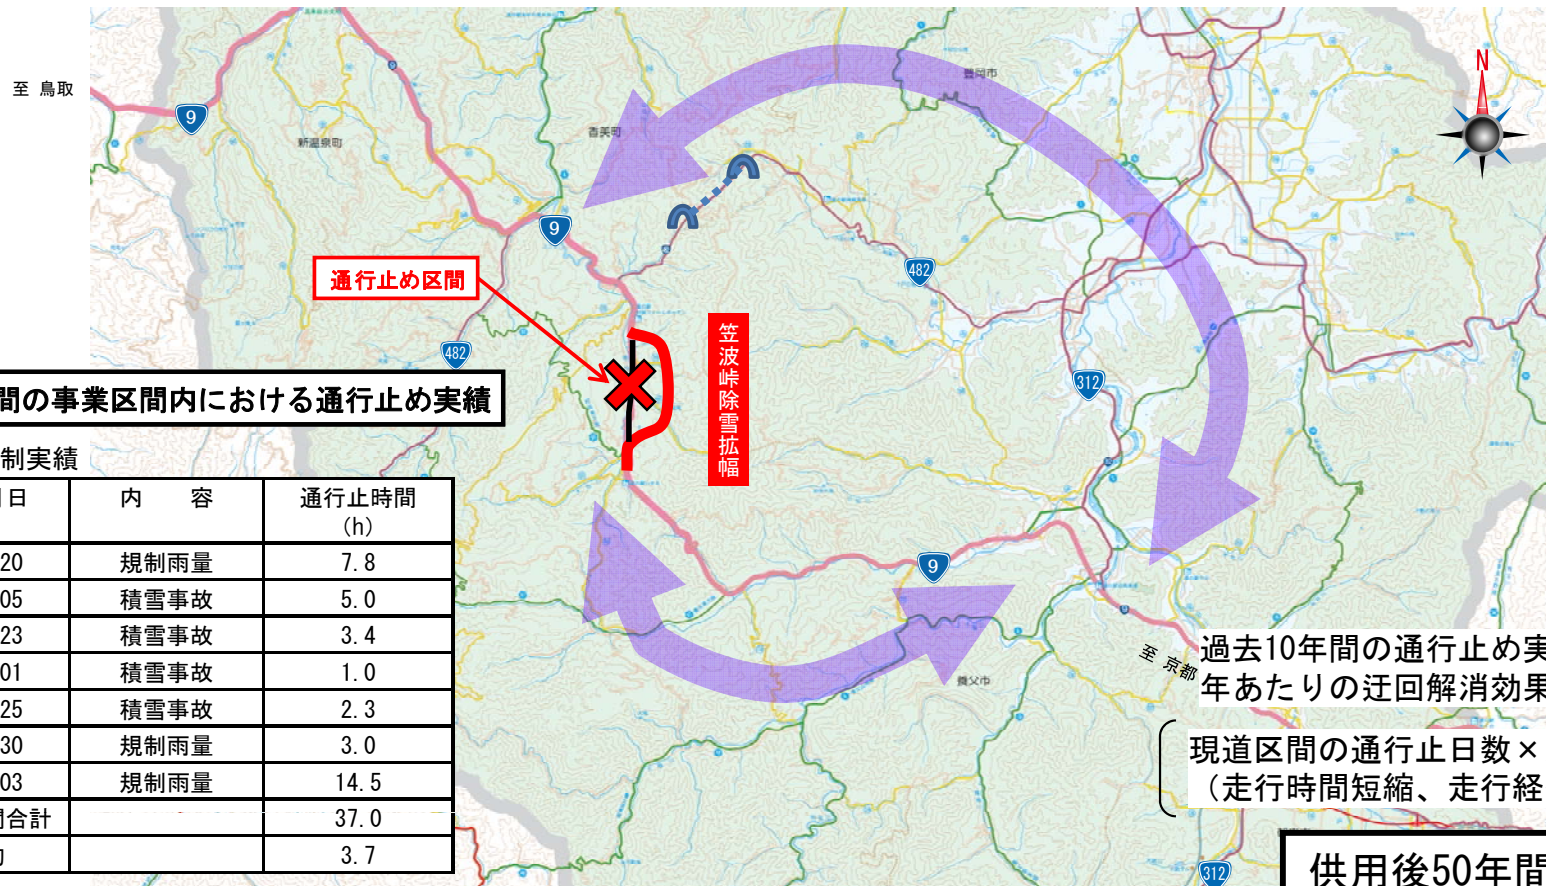 至 鳥取
N
9
新温泉町
香美町
豊岡市
9
482
通行止め区間
482
笠波峠除雪拡幅
312
間の事業区間内における通行止め実績
制実績
日 内　容 通行止時間
(h)
20 規制雨量 7.8
05 積雪事故 5.0
23 積雪事故 3.4
01 積雪事故 1.0
25 積雪事故 2.3
30 規制雨量 3.0
03 規制雨量 14.5
合計 37.0
3.7
9
養父市
至 京都
過去10年間の通行止め実
年あたりの迂回解消効果
現道区間の通行止日数×
（走行時間短縮、走行経
312
供用後50年間